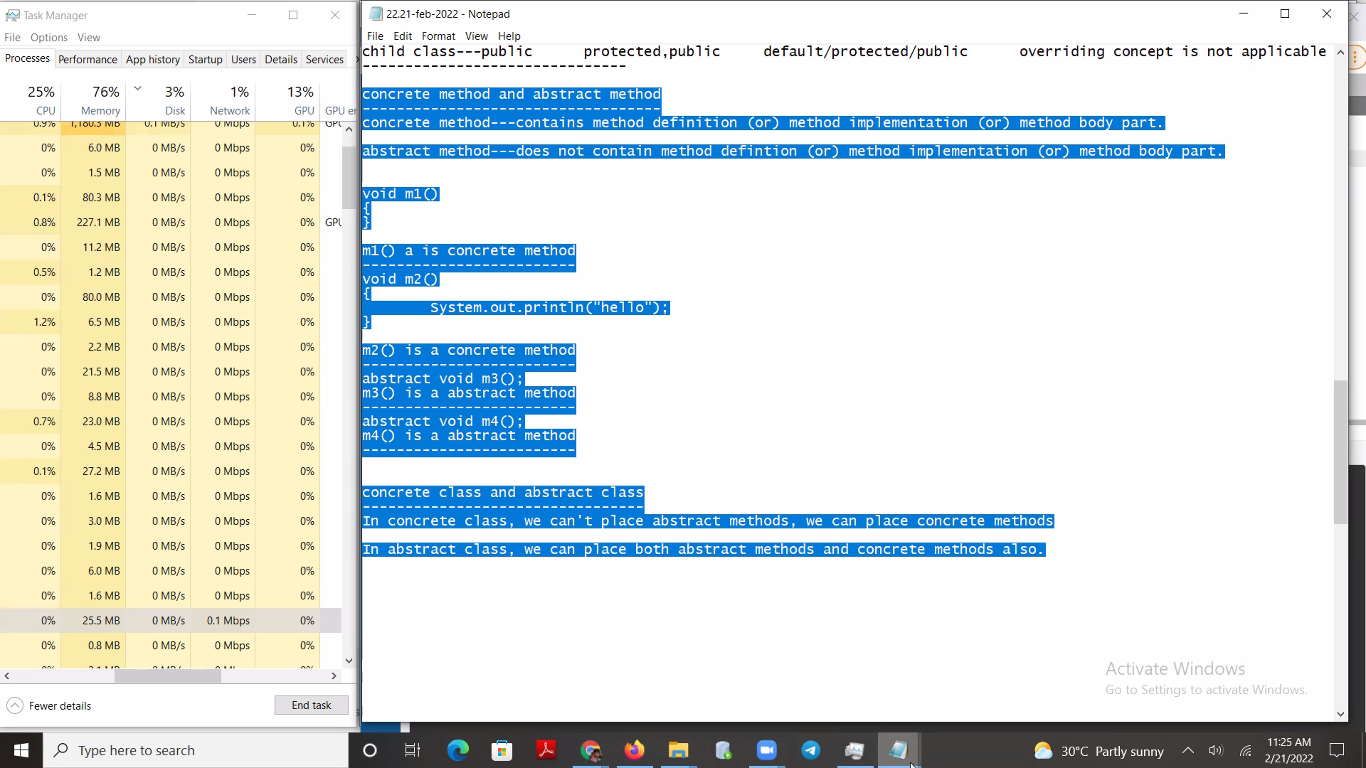 Task Manager
File Options View
Processes Performance App history Startup Users Details Services
25% 76% 3% 1% 13%
CPU Memory Disk Network GPU GPU en
0.9% 1,180.5 MB 0.1 MB/s 0 Mbps 0.1% GPU
0% 6.0 MB 0 MB/s 0 Mbps 0%
0% 1.5 MB 0 MB/s 0 Mbps 0%
0.1% 80.3 MB 0 MB/s 0 Mbps 0%
0.8% 227.1 MB 0 MB/s 0 Mbps 0% GPU
0% 11.2 MB 0 MB/s 0 Mbps 0%
0.5% 1.2 MB 0 MB/s 0 Mbps 0%
0% 80.0 MB 0 MB/s 0 Mbps 0%
1.2% 6.5 MB 0 MB/s 0 Mbps 0%
0% 2.2 MB 0 MB/s 0 Mbps 0%
0% 21.5 MB 0 MB/s 0 Mbps 0%
0% 8.8 MB 0 MB/s 0 Mbps 0%
0.7% 23.0 MB 0 MB/s 0 Mbps 0%
0% 4.5 MB 0 MB/s 0 Mbps 0%
0.1% 27.2 MB 0 MB/s 0 Mbps 0%
0% 1.6 MB 0 MB/s 0 Mbps 0%
0% 3.0 MB 0 MB/s 0 Mbps 0%
0% 1.9 MB 0 MB/s 0 Mbps 0%
0% 6.0 MB 0 MB/s 0 Mbps 0%
0% 1.6 MB 0 MB/s 0 Mbps 0%
0% 25.5 MB 0 MB/s 0.1 Mbps 0%
0% 0.8 MB 0 MB/s 0 Mbps 0%
Fewer details End task
22.21-feb-2022 - Notepad
File Edit Format View Help
child class---public protected,public default/protected/public overriding concept is not applicable
-------------------------------
concrete method and abstract method
-----------------------------------
concrete method---contains method definition (or) method implementation (or) method body part.
abstract method---does not contain method defintion (or) method implementation (or) method body part.
void m1()
{
}
m1() a is concrete method
-------------------------
void m2()
{
System.out.println("hello");
}
m2() is a concrete method
-------------------------
abstract void m3();
m3() is a abstract method
-------------------------
abstract void m4();
m4() is a abstract method
-------------------------
concrete class and abstract class
---------------------------------
In concrete class, we can't place abstract methods, we can place concrete methods
In abstract class, we can place both abstract methods and concrete methods also.
Activate Windows
Go to Settings to activate Windows.
Type here to search
30°C Partly sunny
11:25 AM
2/21/2022